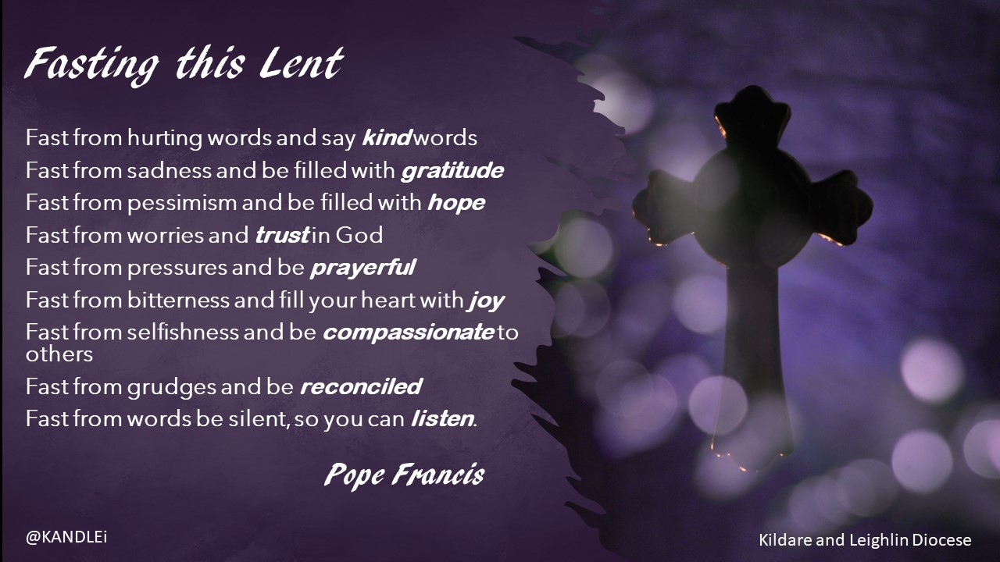 Fasting this Lent
Fast from hurting words and say kind words
Fast from sadness and be filled with gratitude
Fast from pessimism and be filled with hope
Fast from worries and trust in God
Fast from pressures and be prayerful
Fast from bitterness and fill your heart with joy
Fast from selfishness and be compassionate to
others
Fast from grudges and be reconciled
Fast from words be silent, so you can listen.
Pope Francis
@KANDLEi
Kildare and Leighlin Diocese